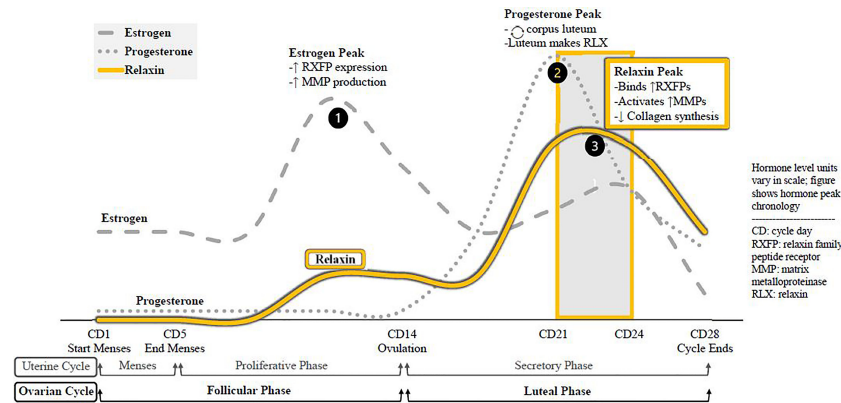 Estrogen
Progesterone
Relaxin
Estrogen Peak
-↑ RXFP expression
-↑ MMP production
1
Progesterone Peak
- corpus luteum
-Luteum makes RLX
2
Relaxin Peak
-Binds ↑RXFPs
-Activates ↑MMPs
-↓ Collagen synthesis
3
Hormone level units
vary in scale; figure
shows hormone peak
chronology
-------------------------
CD: cycle day
RXFP: relaxin family
peptide receptor
MMP: matrix
metalloproteinase
RLX: relaxin
Estrogen
Relaxin
Progesterone
CD1
Start Menses
CD5
End Menses
CD14
Ovulation
CD21
CD24
CD28
Cycle Ends
Uterine Cycle
Menses
Proliferative Phase
Secretory Phase
Ovarian Cycle
Follicular Phase
Luteal Phase